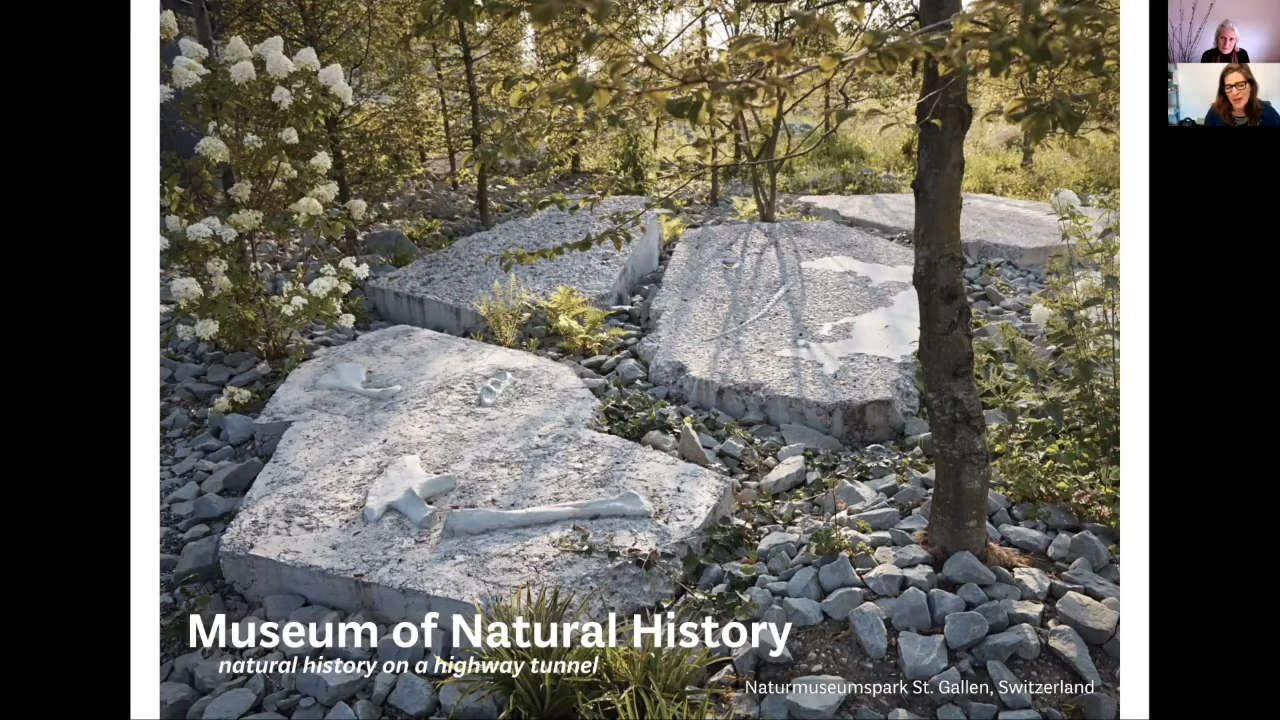 Museum of Natural History
natural history on a highway tunnel
Naturmuseumspark St. Gallen, Switzerland